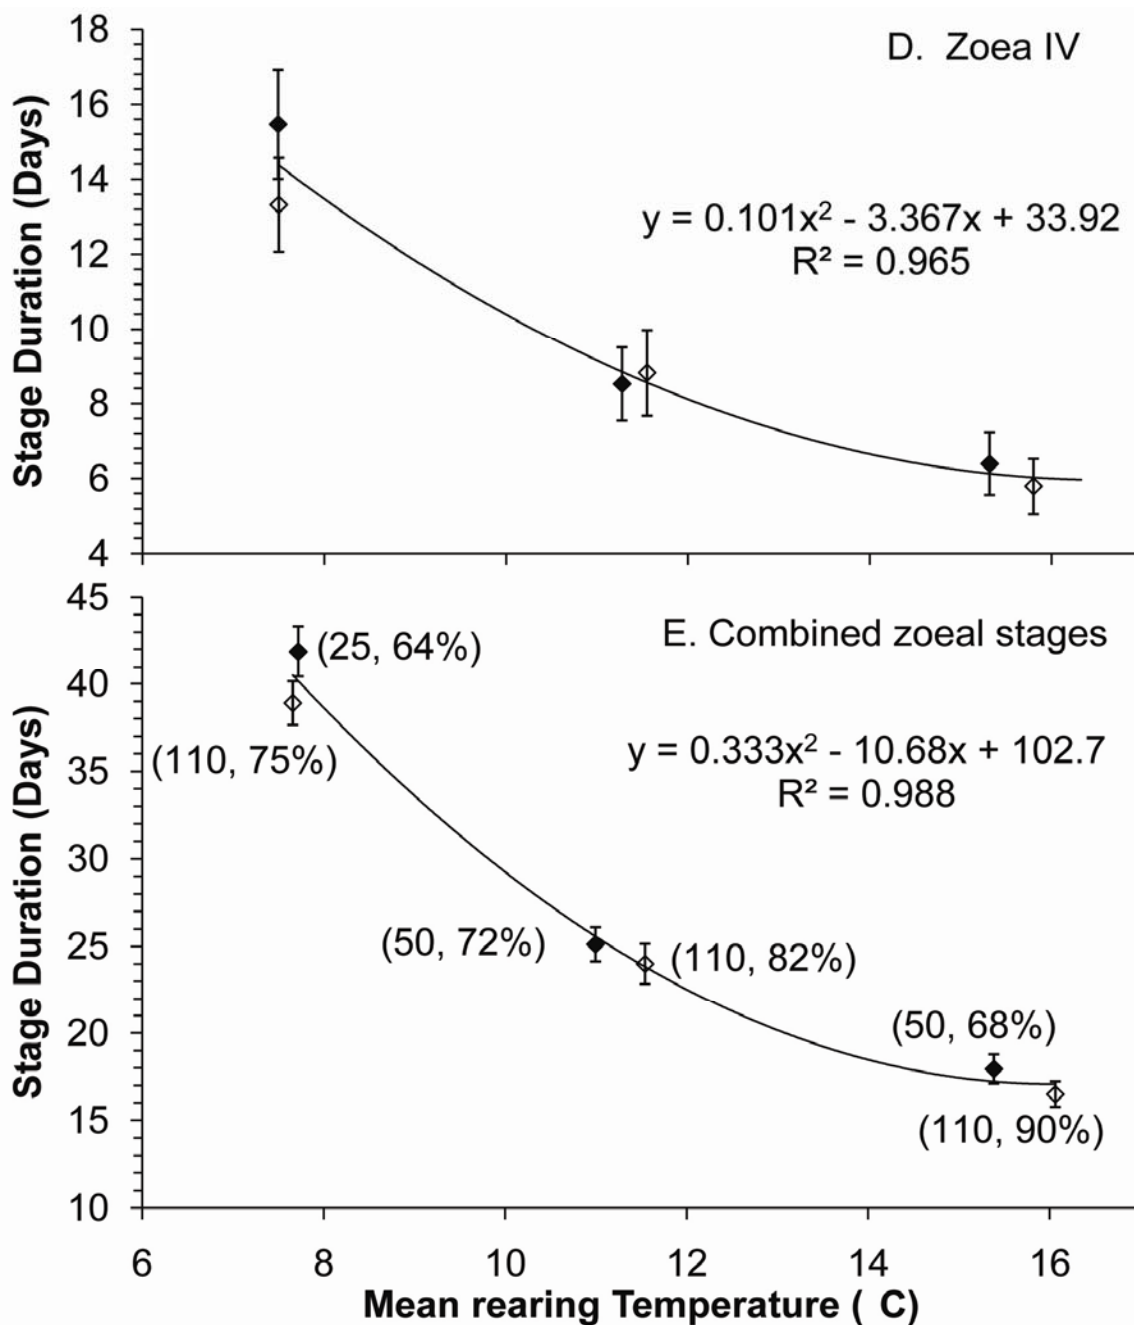 D. Zoea IV
y = 0.101x² - 3.367x + 33.92
R² = 0.965
Stage Duration (Days)
18
16
14
12
10
8
6
4
E. Combined zoeal stages
y = 0.333x² - 10.68x + 102.7
R² = 0.988
(25, 64%)
(110, 75%)
(50, 72%)
(110, 82%)
(50, 68%)
(110, 90%)
Stage Duration (Days)
45
40
35
30
25
20
15
10
6 8 10 12 14 16
Mean rearing Temperature ( C)